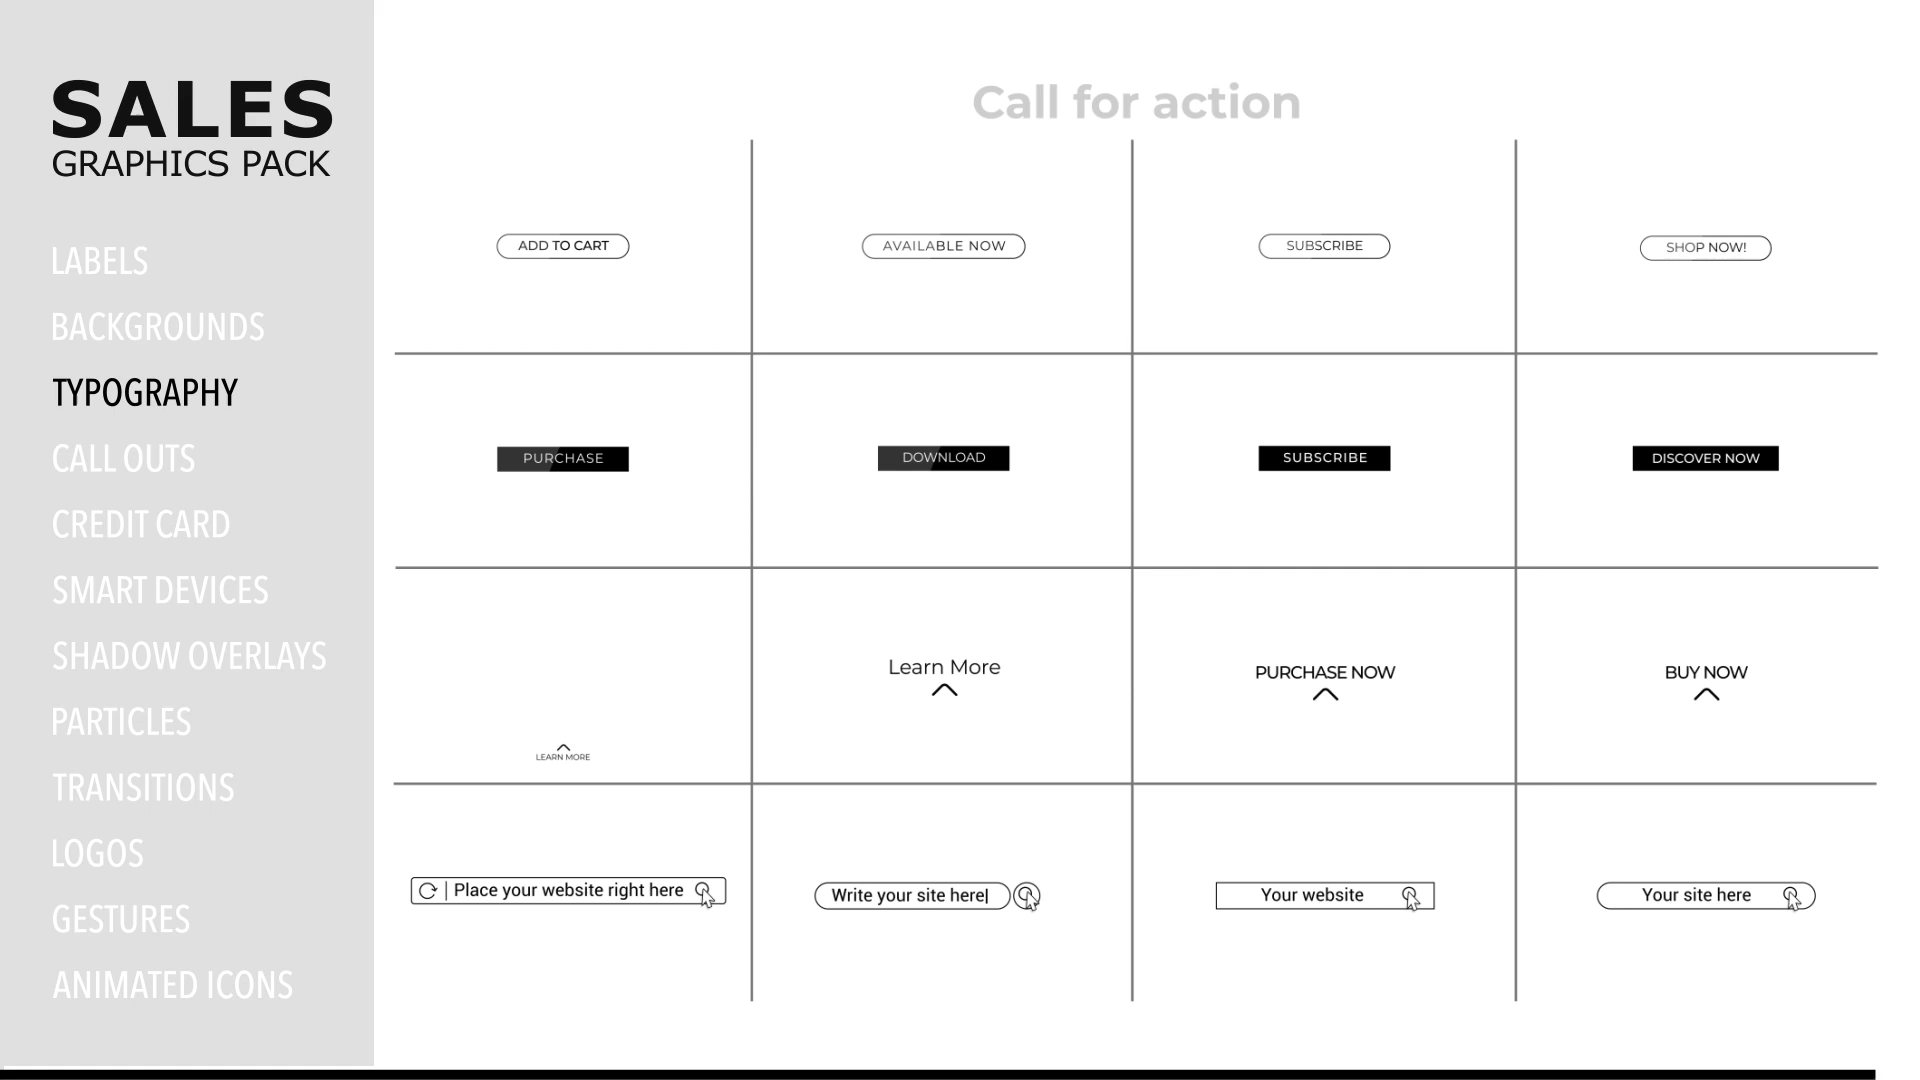 SALES
GRAPHICS PACK
LABELS
BACKGROUNDS
TYPOGRAPHY
CALL OUTS
CREDIT CARD
SMART DEVICES
SHADOW OVERLAYS
PARTICLES
TRANSITIONS
LOGOS
GESTURES
ANIMATED ICONS
Call for action
ADD TO CART
AVAILABLE NOW
SUBSCRIBE
SHOP NOW!
PURCHASE
DOWNLOAD
SUBSCRIBE
DISCOVER NOW
LEARN MORE
Learn More
PURCHASE NOW
BUY NOW
Place your website right here
Write your site here
Your website
Your site here